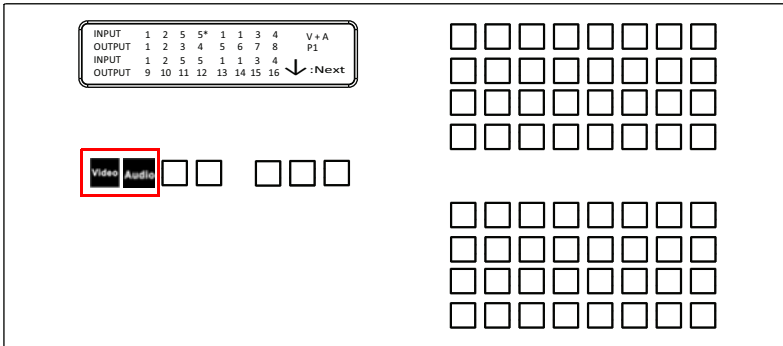 INPUT 1 2 5 5* 1 1 3 4 V + A
OUTPUT 1 2 3 4 5 6 7 8 P1
INPUT 1 2 5 5 1 1 3 4
OUTPUT 9 10 11 12 13 14 15 16 ↓ :Next
Video Audio